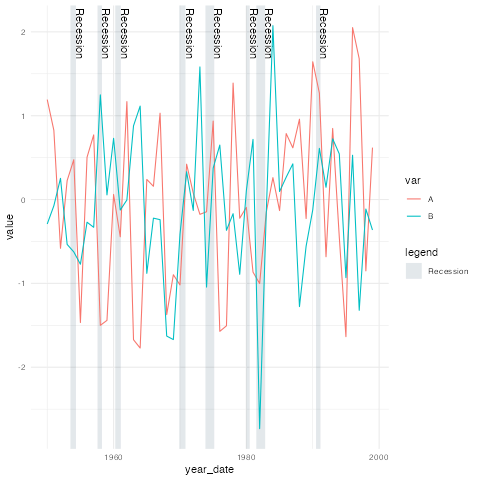 Recession
Recession
Recession
Recession
Recession
Recession
Recession
Recession
2
1
0
-1
-2
value
1960
1980
2000
year_date
var
A
B
legend
Recession